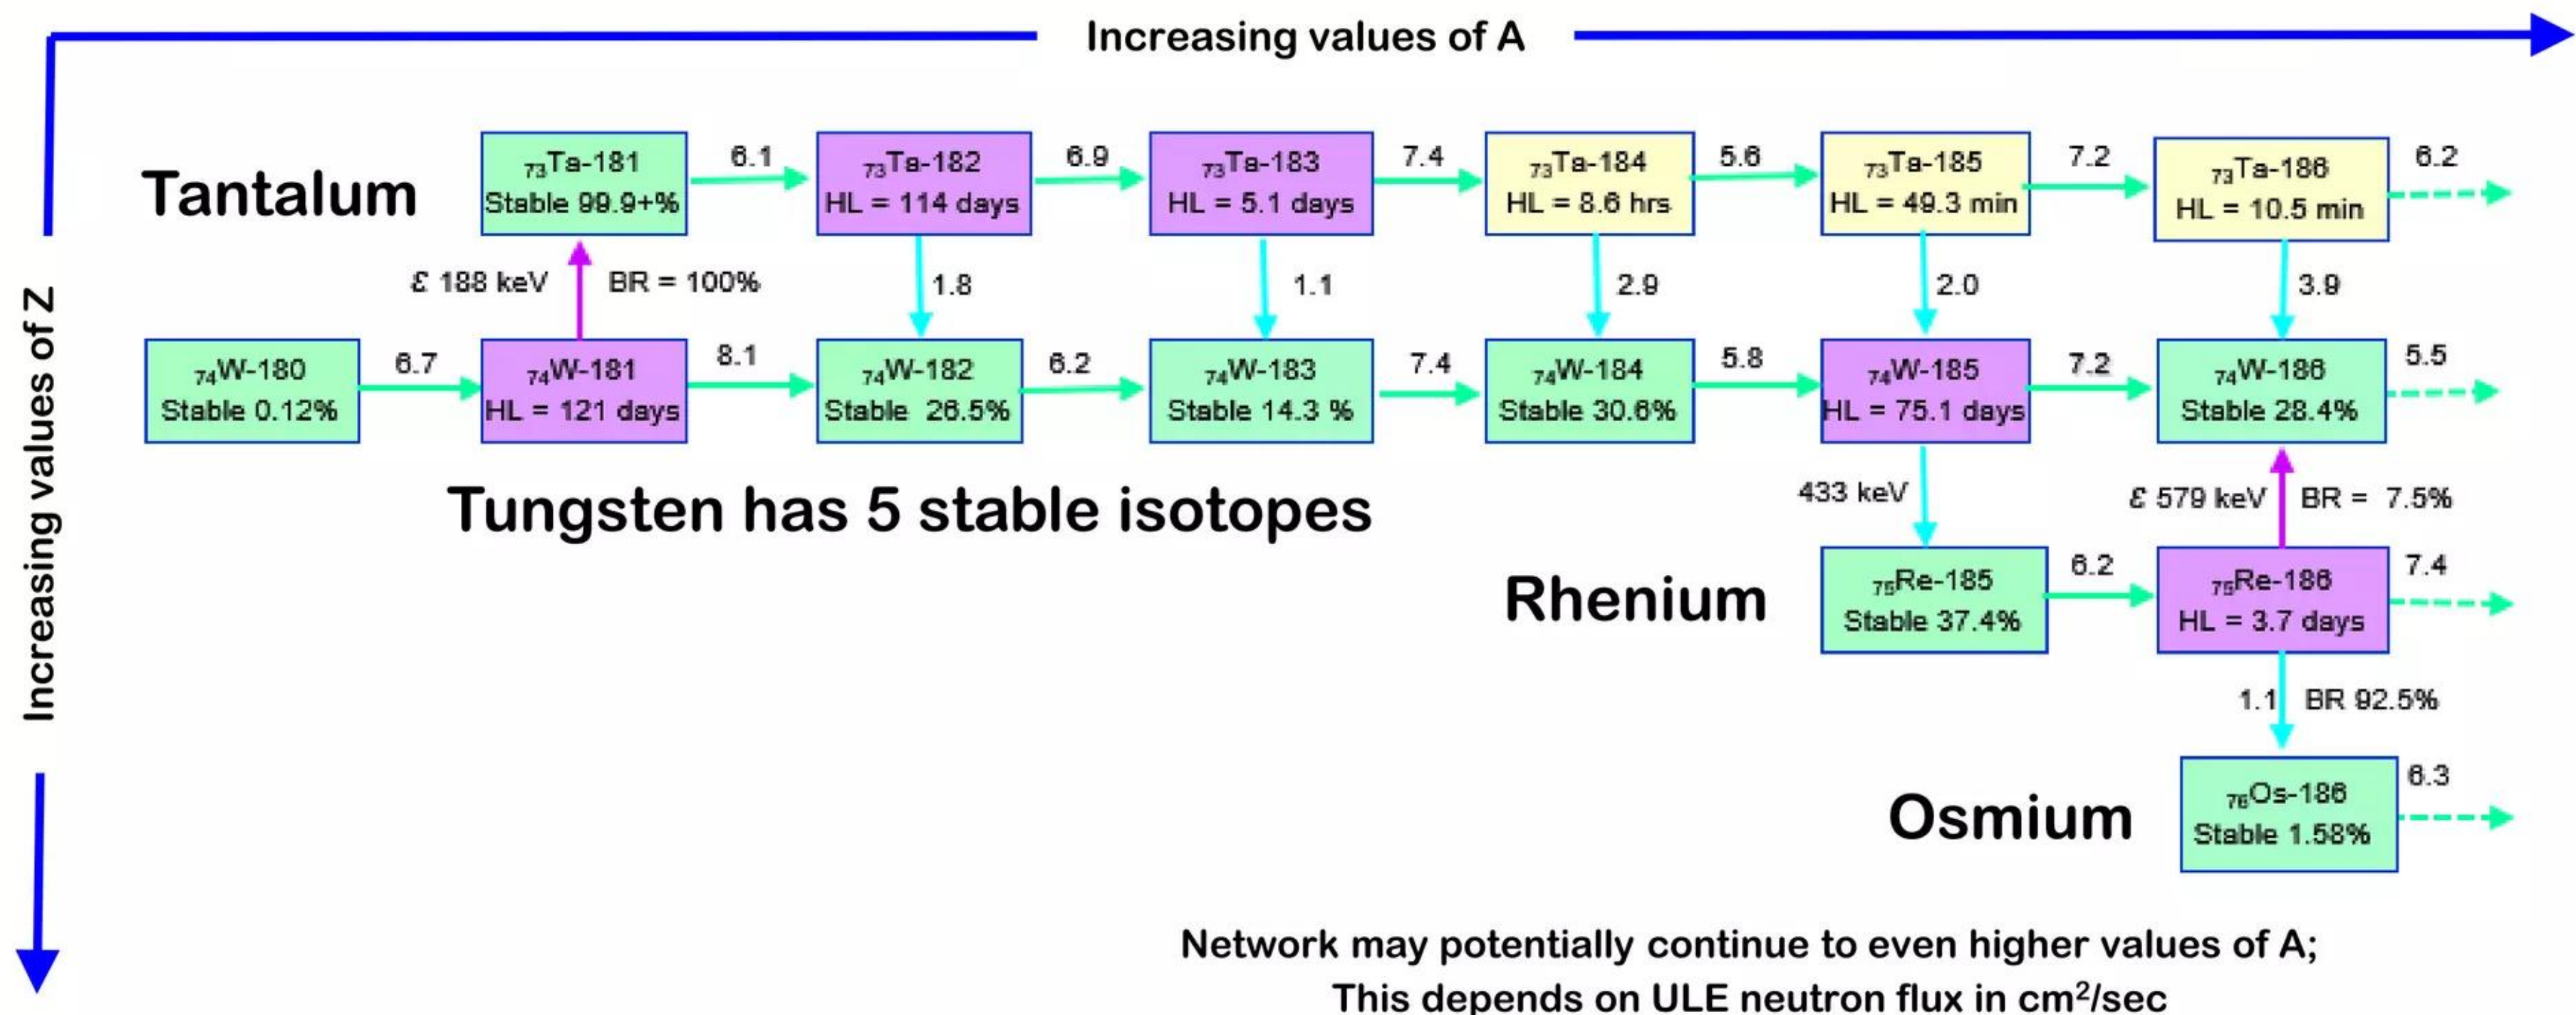 Increasing values of A
Increasing values of Z
Tantalum
₇₃Ta-181
Stable 99.9+%
6.1
₇₃Ta-182
HL = 114 days
6.9
₇₃Ta-183
HL = 5.1 days
7.4
₇₃Ta-184
HL = 8.6 hrs
5.6
₇₃Ta-185
HL = 49.3 min
7.2
₇₃Ta-186
HL = 10.5 min
6.2
£ 188 keV
BR = 100%
1.8
1.1
2.9
2.0
3.9
₇₄W-180
Stable 0.12%
6.7
₇₄W-181
HL = 121 days
8.1
₇₄W-182
Stable 26.5%
6.2
₇₄W-183
Stable 14.3 %
7.4
₇₄W-184
Stable 30.6%
5.8
₇₄W-185
HL = 75.1 days
7.2
₇₄W-186
Stable 28.4%
5.5
Tungsten has 5 stable isotopes
433 keV
£ 579 keV
BR = 7.5%
Rhenium
₇₅Re-185
Stable 37.4%
6.2
₇₅Re-186
HL = 3.7 days
7.4
1.1
BR 92.5%
Osmium
₇₆Os-186
Stable 1.58%
6.3
Network may potentially continue to even higher values of A;
This depends on ULE neutron flux in cm²/sec